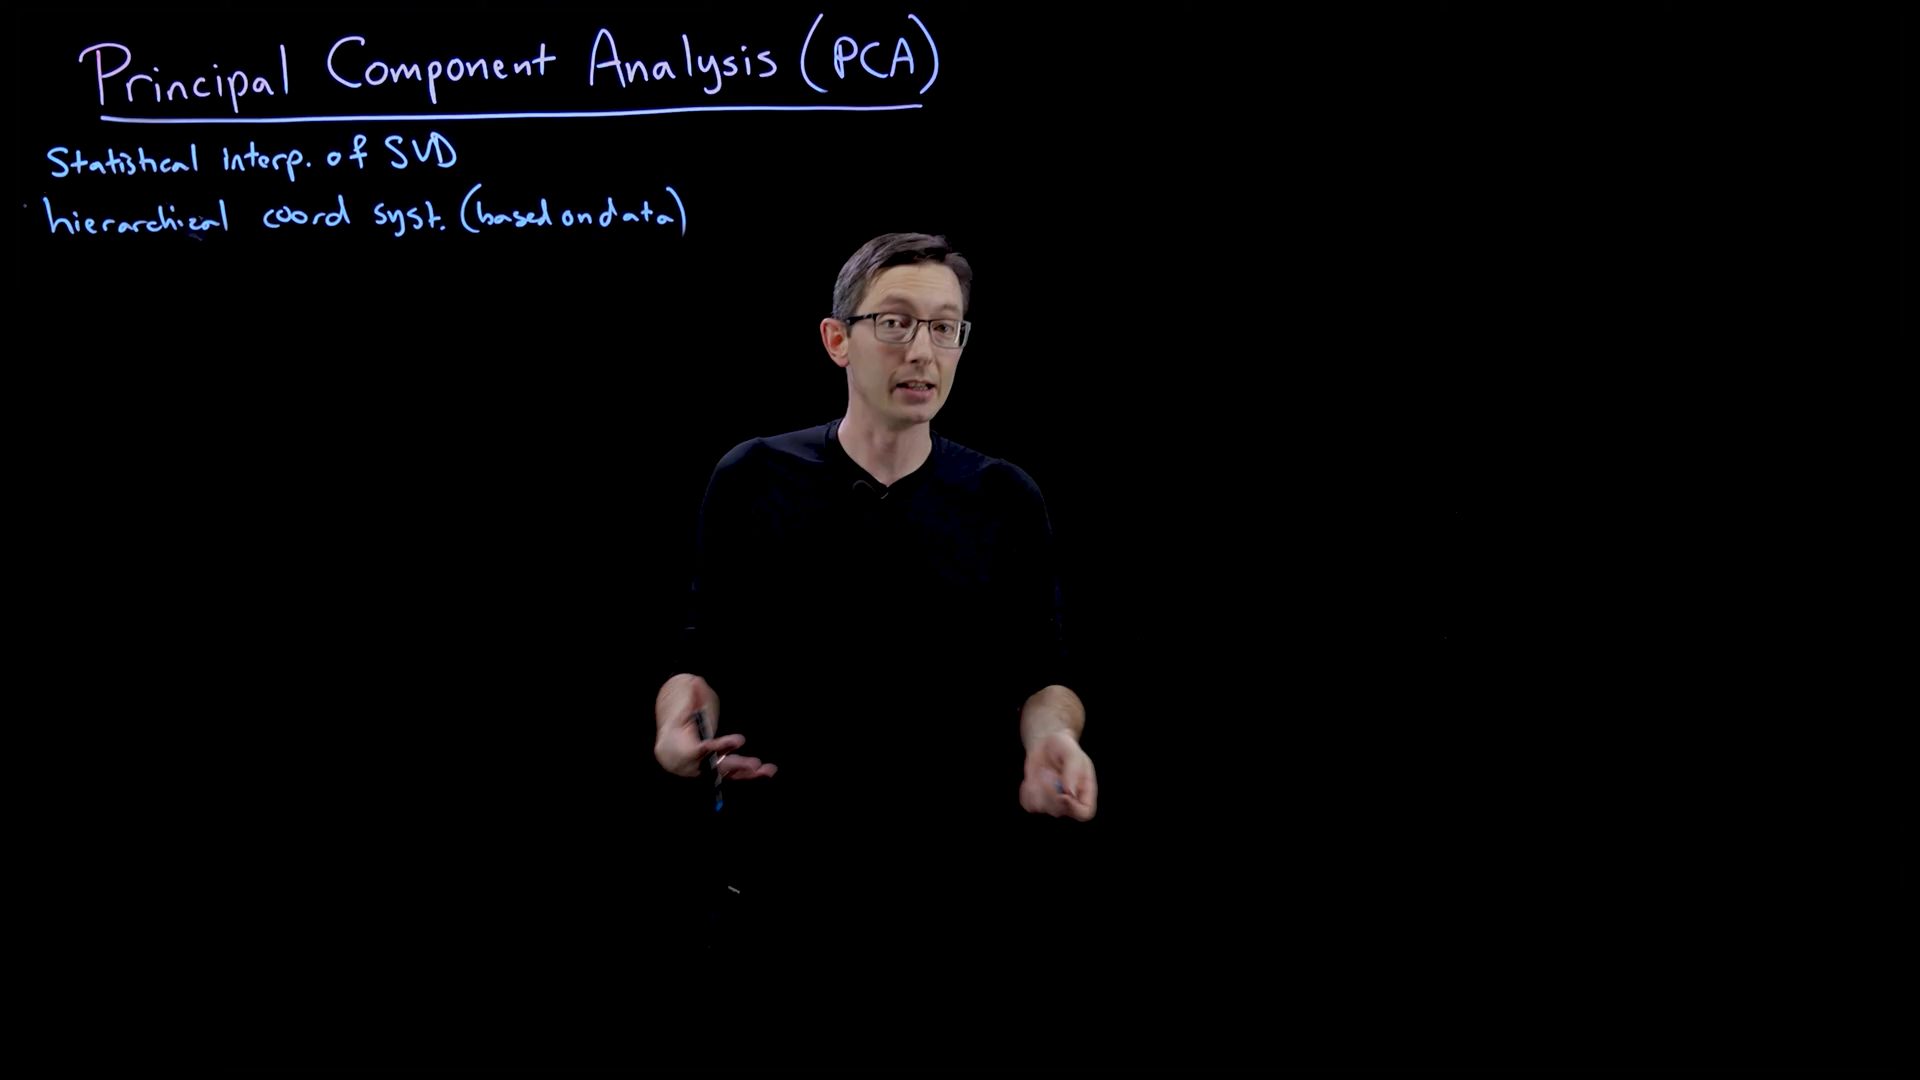 Principal Component Analysis (PCA)
Statistical interp. of SVD
hierarchical coord syst. (based on data)